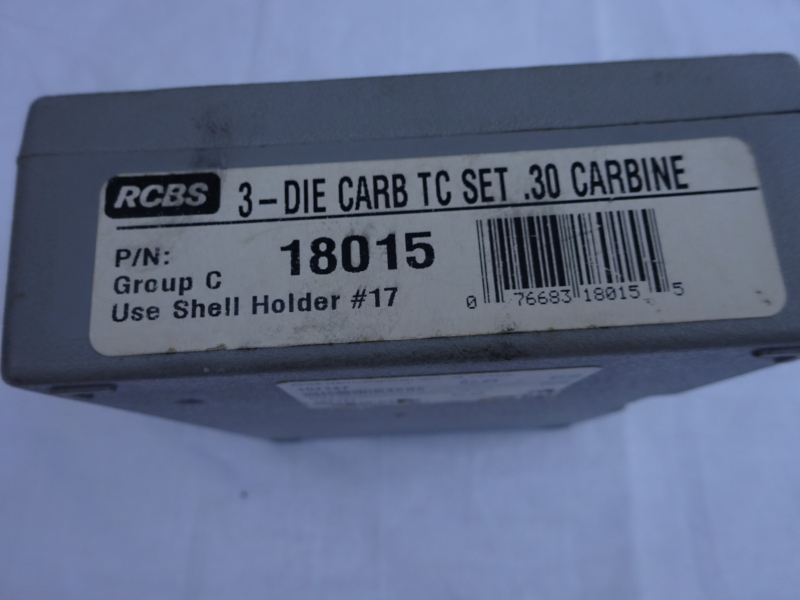 RCBS 3-DIE CARB TC SET .30 CARBINE
P/N: 18015
Group C
Use Shell Holder #17
0 76683 18015 5